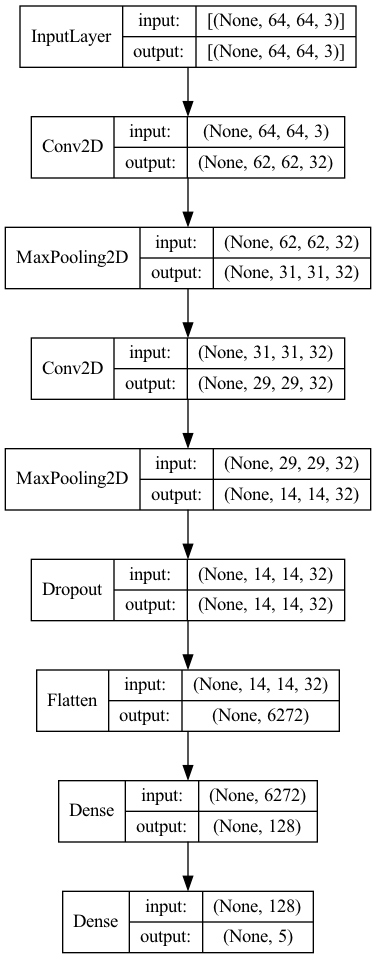 InputLayer
input: [(None, 64, 64, 3)]
output: [(None, 64, 64, 3)]
Conv2D
input: (None, 64, 64, 3)
output: (None, 62, 62, 32)
MaxPooling2D
input: (None, 62, 62, 32)
output: (None, 31, 31, 32)
Conv2D
input: (None, 31, 31, 32)
output: (None, 29, 29, 32)
MaxPooling2D
input: (None, 29, 29, 32)
output: (None, 14, 14, 32)
Dropout
input: (None, 14, 14, 32)
output: (None, 14, 14, 32)
Flatten
input: (None, 14, 14, 32)
output: (None, 6272)
Dense
input: (None, 6272)
output: (None, 128)
Dense
input: (None, 128)
output: (None, 5)